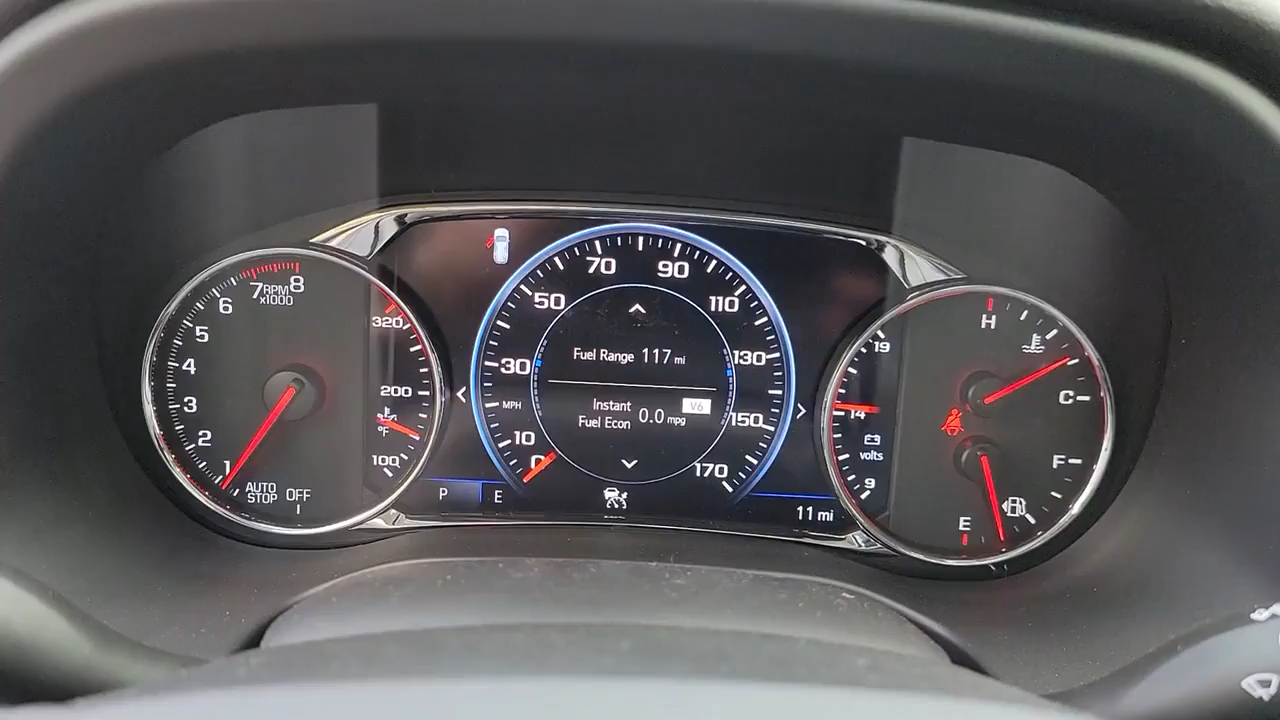 1
2
3
4
5
6
7
8
RPM
x1000
AUTO
STOP
OFF
320
200
°F
100
0
10
30
50
70
90
110
130
150
170
MPH
Fuel Range 117 mi
Instant
Fuel Econ
0.0 mpg
V6
P
E
11 mi
19
14
volts
9
H
C
F
E